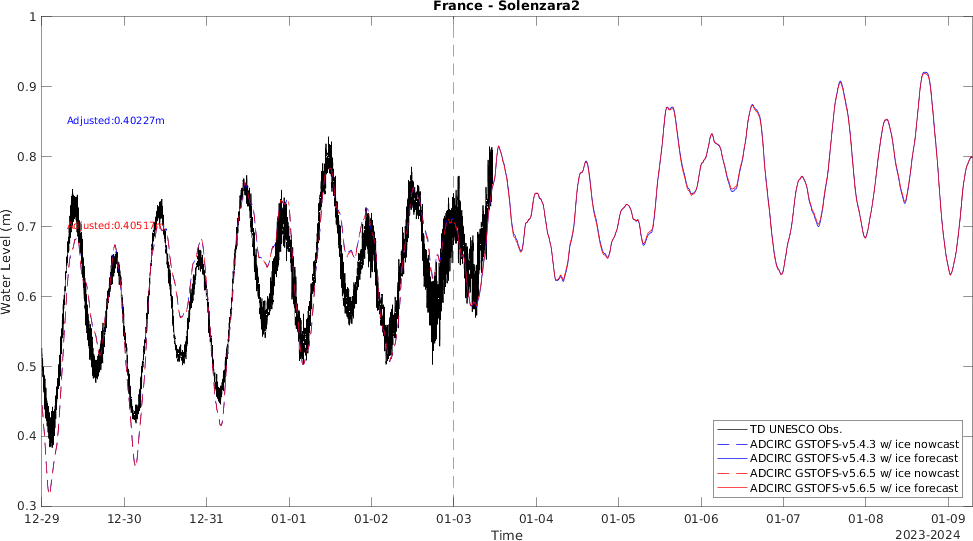 France - Solenzara2
1
0.9
0.8
0.7
0.6
0.5
0.4
0.3
Water Level (m)
Adjusted:0.40227m
Adjusted:0.40517m
TD UNESCO Obs.
ADCIRC GSTOFS-v5.4.3 w/ ice nowcast
ADCIRC GSTOFS-v5.4.3 w/ ice forecast
ADCIRC GSTOFS-v5.6.5 w/ ice nowcast
ADCIRC GSTOFS-v5.6.5 w/ ice forecast
12-29 12-30 12-31 01-01 01-02 01-03 01-04 01-05 01-06 01-07 01-08 01-09
Time
2023-2024